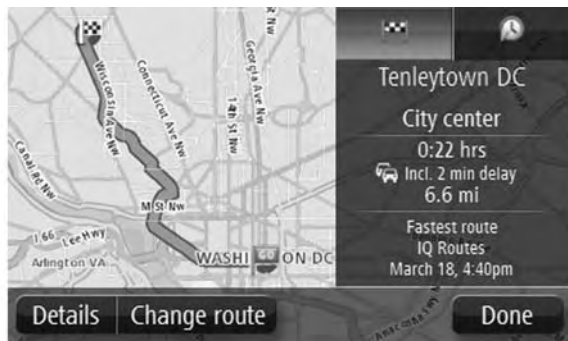 Wisconsin Ave NW
Connecticut Ave Nw
Georgia Ave Nw
14th St Nw
Canal Rd Nw
M St Nw
I 66
Lee Hwy
Arlington VA
WASHI ON DC
Tenleytown DC
City center
0:22 hrs
Incl. 2 min delay
6.6 mi
Fastest route
IQ Routes
March 18, 4:40pm
Details
Change route
Done